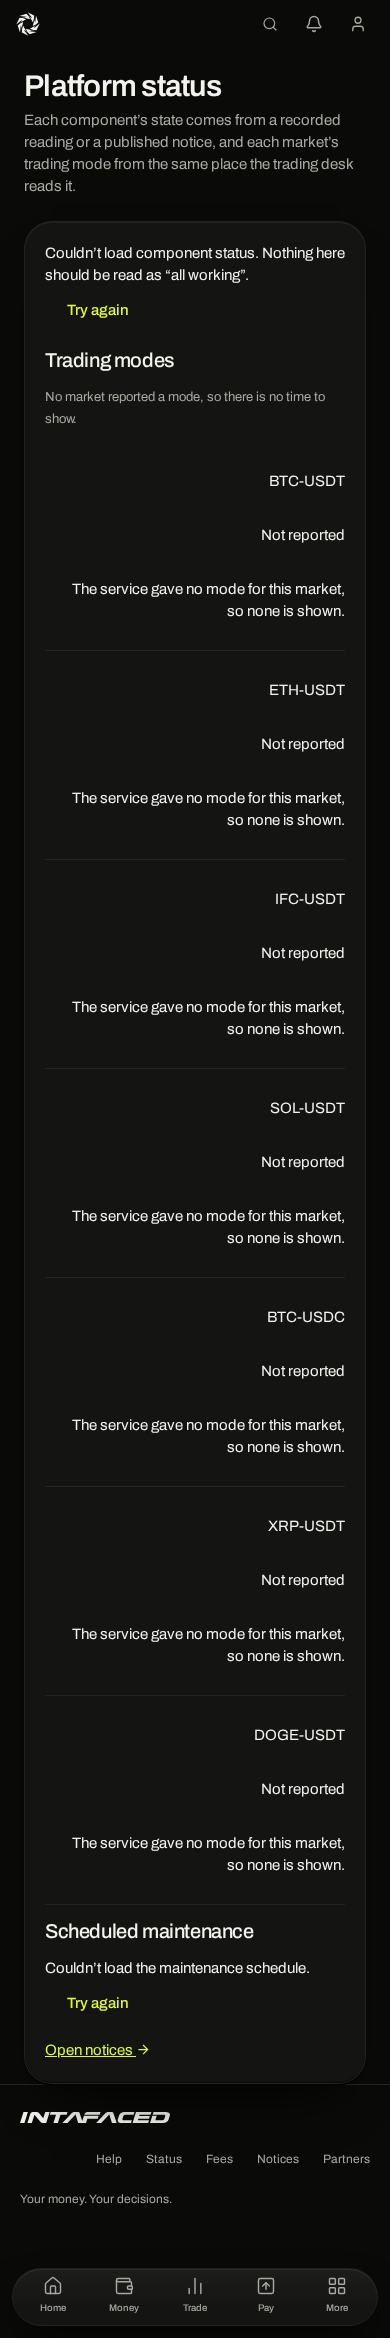 Platform status
Each component’s state comes from a recorded
reading or a published notice, and each market’s
trading mode from the same place the trading desk
reads it.
Couldn’t load component status. Nothing here
should be read as “all working”.
Try again
Trading modes
No market reported a mode, so there is no time to
show.
BTC-USDT
Not reported
The service gave no mode for this market,
so none is shown.
ETH-USDT
Not reported
The service gave no mode for this market,
so none is shown.
IFC-USDT
Not reported
The service gave no mode for this market,
so none is shown.
SOL-USDT
Not reported
The service gave no mode for this market,
so none is shown.
BTC-USDC
Not reported
The service gave no mode for this market,
so none is shown.
XRP-USDT
Not reported
The service gave no mode for this market,
so none is shown.
DOGE-USDT
Not reported
The service gave no mode for this market,
so none is shown.
Scheduled maintenance
Couldn’t load the maintenance schedule.
Try again
Open notices →
INTAFACED
Help Status Fees Notices Partners
Your money. Your decisions.
Home Money Trade Pay More